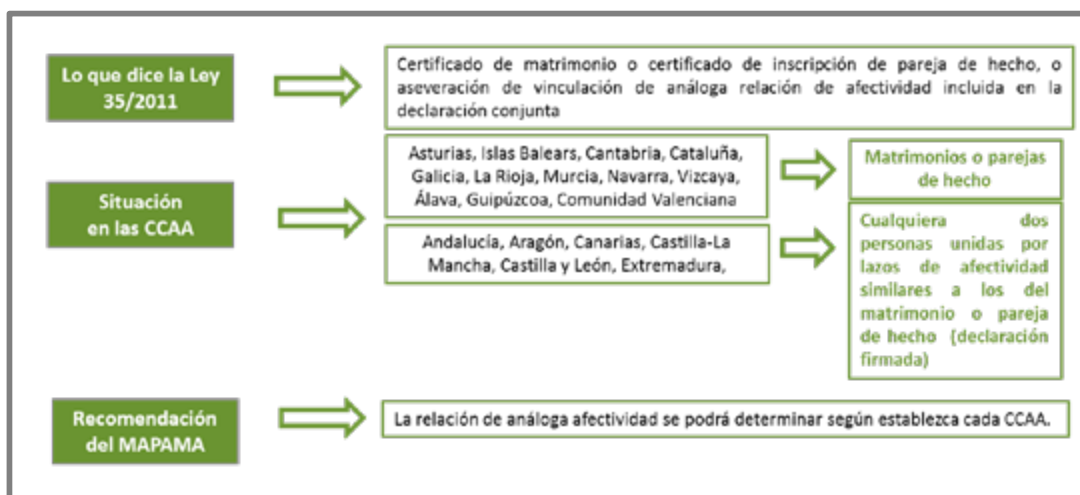 Lo que dice la Ley
35/2011
Certificado de matrimonio o certificado de inscripción de pareja de hecho, o
aseveración de vinculación de análoga relación de afectividad incluida en la
declaración conjunta
Situación
en las CCAA
Asturias, Islas Balears, Cantabria, Cataluña,
Galicia, La Rioja, Murcia, Navarra, Vizcaya,
Álava, Guipúzcoa, Comunidad Valenciana
Matrimonios o parejas
de hecho
Andalucía, Aragón, Canarias, Castilla-La
Mancha, Castilla y León, Extremadura,
Cualquiera dos
personas unidas por
lazos de afectividad
similares a los del
matrimonio o pareja
de hecho (declaración
firmada)
Recomendación
del MAPAMA
La relación de análoga afectividad se podrá determinar según establezca cada CCAA.